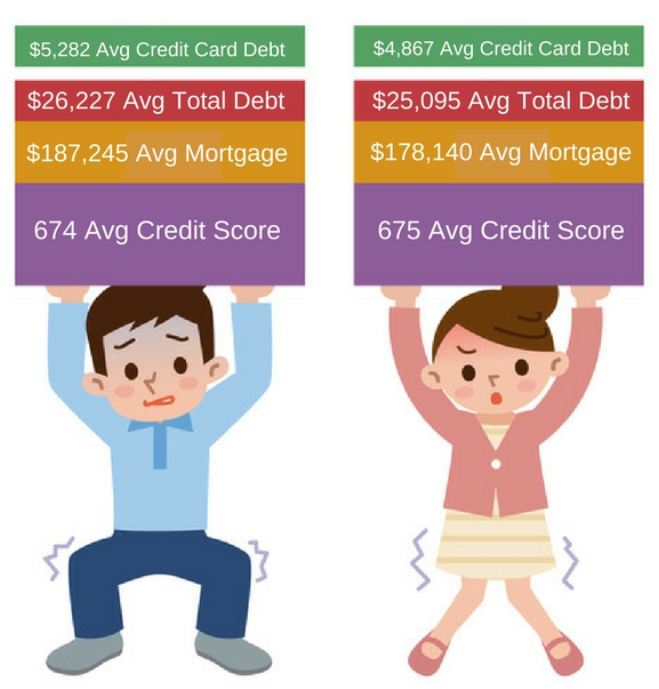 $5,282 Avg Credit Card Debt
$26,227 Avg Total Debt
$187,245 Avg Mortgage
674 Avg Credit Score
$4,867 Avg Credit Card Debt
$25,095 Avg Total Debt
$178,140 Avg Mortgage
675 Avg Credit Score